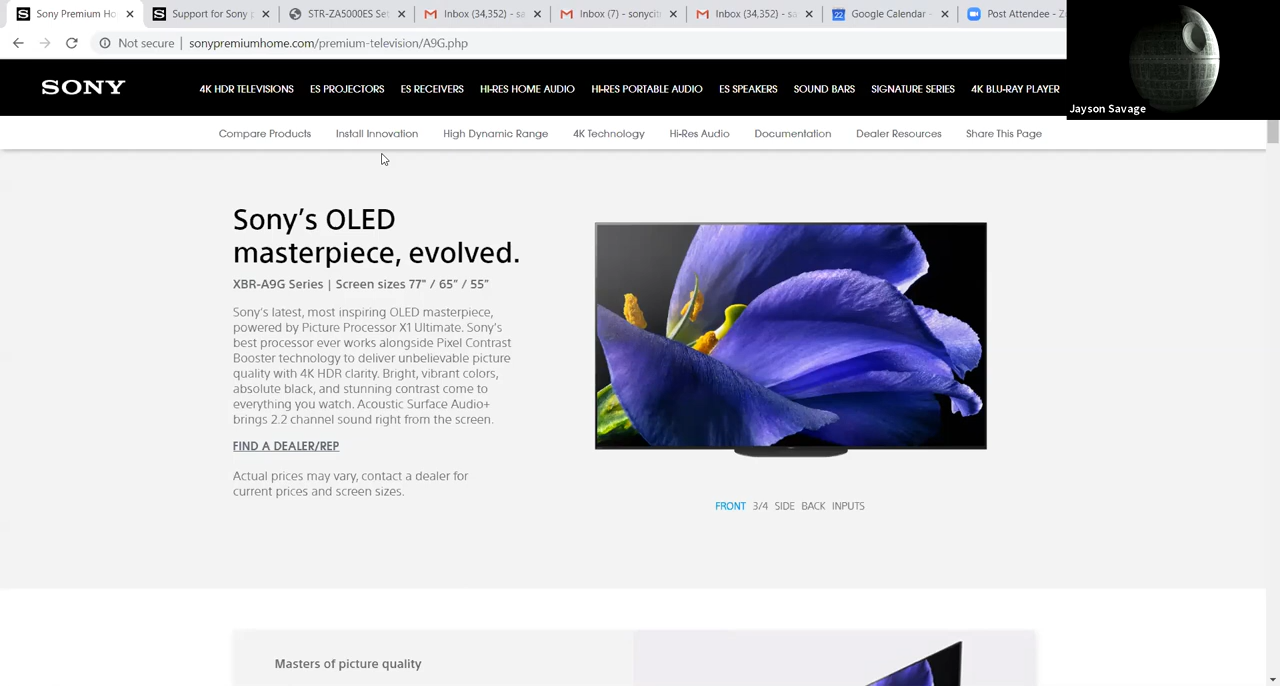 Sony Premium Ho
Support for Sony
STR-ZA5000ES Set
Inbox (34,352) - s
Inbox (7) - sonycit
Inbox (34,352) - s
Google Calendar -
Post Attendee - Z
Not secure | sonypremiumhome.com/premium-television/A9G.php
Jayson Savage
SONY
4K HDR TELEVISIONS ES PROJECTORS ES RECEIVERS HI-RES HOME AUDIO HI-RES PORTABLE AUDIO ES SPEAKERS SOUND BARS SIGNATURE SERIES 4K BLU-RAY PLAYER
Compare Products Install Innovation High Dynamic Range 4K Technology Hi-Res Audio Documentation Dealer Resources Share This Page
Sony's OLED
masterpiece, evolved.
XBR-A9G Series | Screen sizes 77" / 65" / 55"
Sony's latest, most inspiring OLED masterpiece,
powered by Picture Processor X1 Ultimate. Sony's
best processor ever works alongside Pixel Contrast
Booster technology to deliver unbelievable picture
quality with 4K HDR clarity. Bright, vibrant colors,
absolute black, and stunning contrast come to
everything you watch. Acoustic Surface Audio+
brings 2.2 channel sound right from the screen.
FIND A DEALER/REP
Actual prices may vary, contact a dealer for
current prices and screen sizes.
FRONT 3/4 SIDE BACK INPUTS
Masters of picture quality